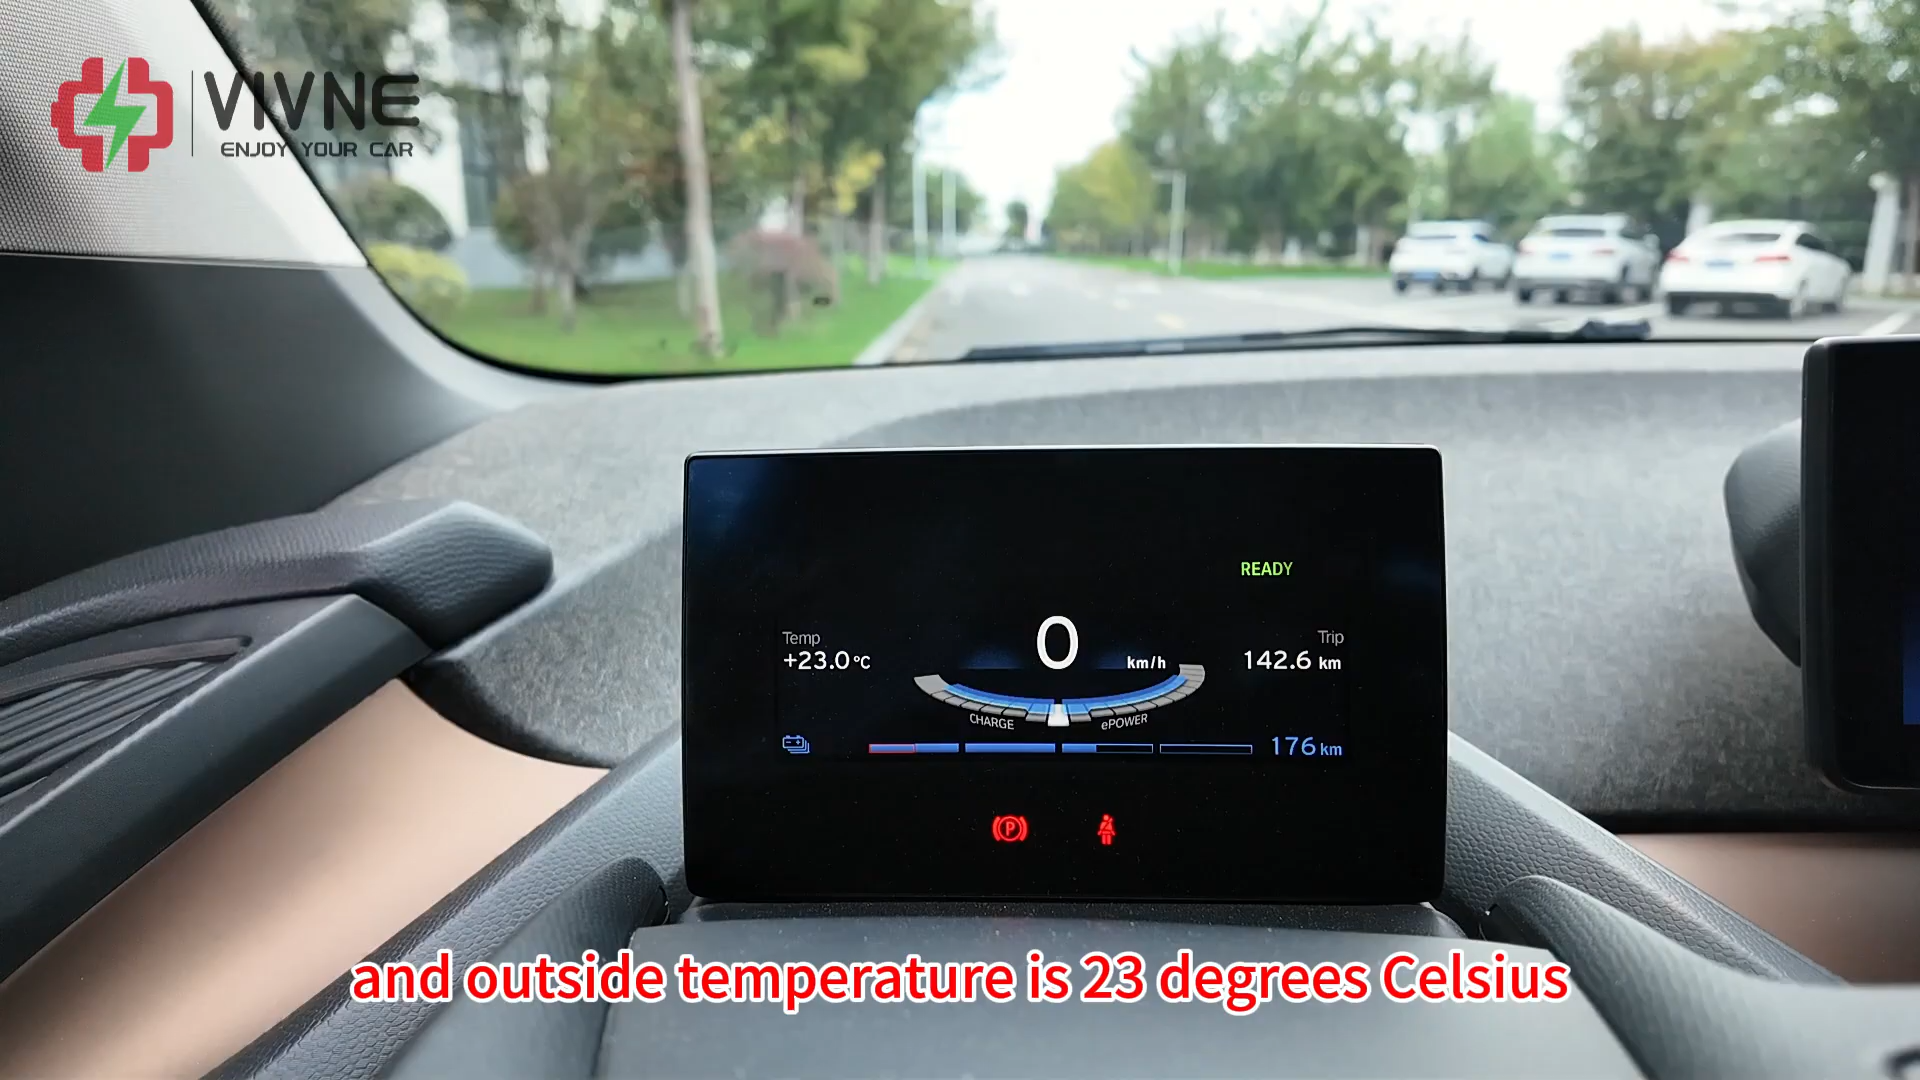 VIVNE
ENJOY YOUR CAR
READY
0 km/h
Temp
+23.0 °C
Trip
142.6 km
CHARGE
ePOWER
176 km
P
and outside temperature is 23 degrees Celsius